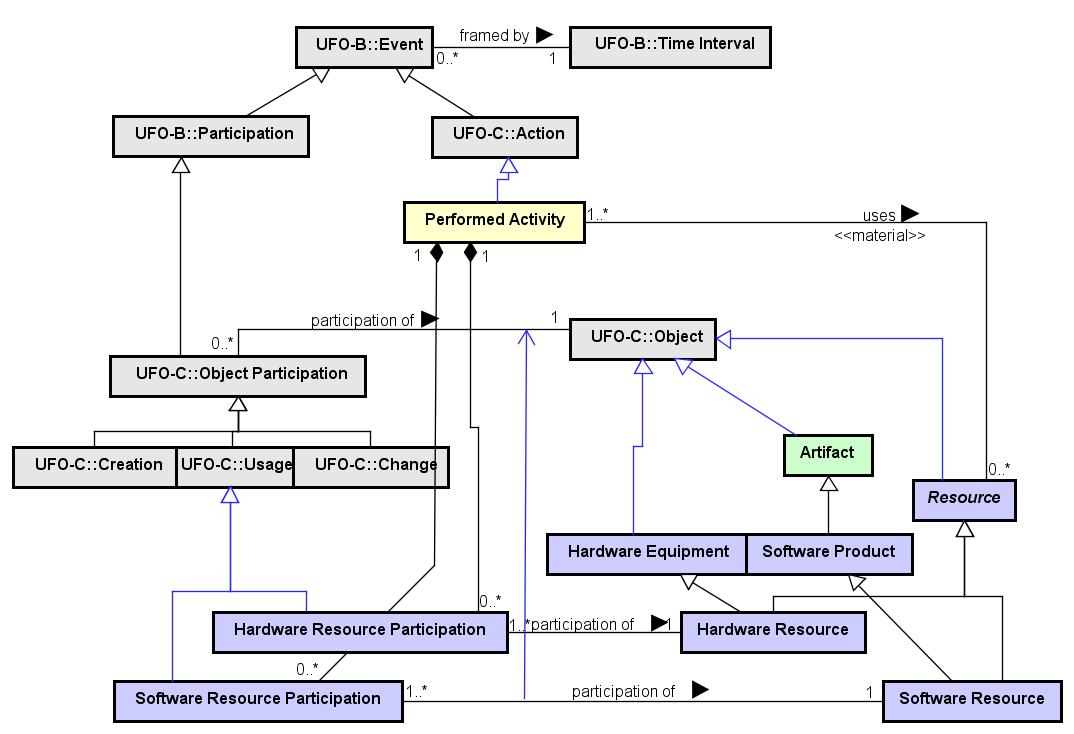 framed by
UFO-B::Event
UFO-B::Time Interval
0..*
1
UFO-B::Participation
UFO-C::Action
Performed Activity
1..*
uses
<<material>>
1
1
participation of
1
0..*
UFO-C::Object
UFO-C::Object Participation
Artifact
UFO-C::Creation
UFO-C::Usage
UFO-C::Change
0..*
Resource
Hardware Equipment
Software Product
0..*
Hardware Resource Participation
1..*
participation of
1
Hardware Resource
0..*
Software Resource Participation
1..*
participation of
1
Software Resource